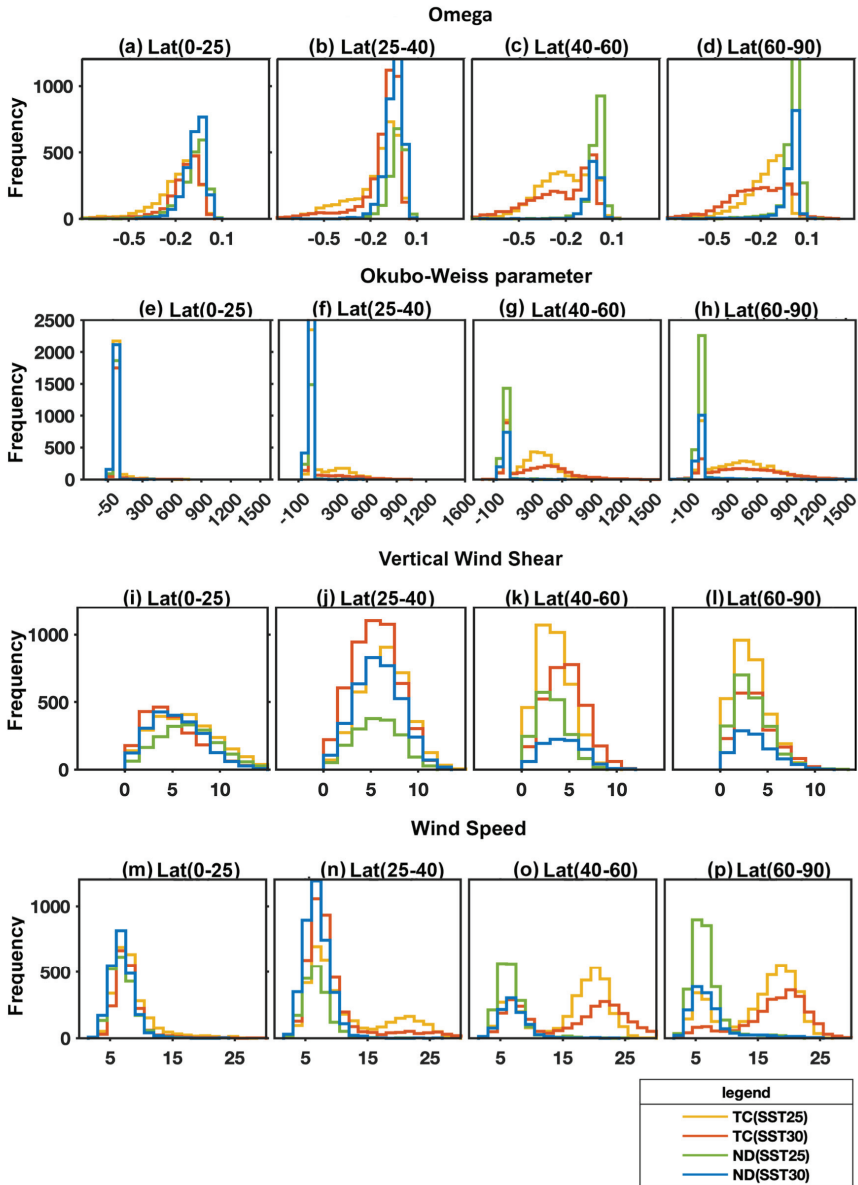 Omega
(a) Lat(0-25) (b) Lat(25-40) (c) Lat(40-60) (d) Lat(60-90)
Frequency
1000
500
0
-0.5 -0.2 0.1 -0.5 -0.2 0.1 -0.5 -0.2 0.1 -0.5 -0.2 0.1
Okubo-Weiss parameter
(e) Lat(0-25) (f) Lat(25-40) (g) Lat(40-60) (h) Lat(60-90)
Frequency
2500
2000
1500
1000
500
0
-50 300 600 900 1200 1500 -100 300 600 900 1600 -100 300 600 900 1200 1500 -100 300 600 900 1200 1500
Vertical Wind Shear
(i) Lat(0-25) (j) Lat(25-40) (k) Lat(40-60) (l) Lat(60-90)
Frequency
1000
500
0
0 5 10 0 5 10 0 5 10 0 5 10
Wind Speed
(m) Lat(0-25) (n) Lat(25-40) (o) Lat(40-60) (p) Lat(60-90)
Frequency
1000
500
0
5 15 25 5 15 25 5 15 25 5 15 25
legend
TC(SST25)
TC(SST30)
ND(SST25)
ND(SST30)